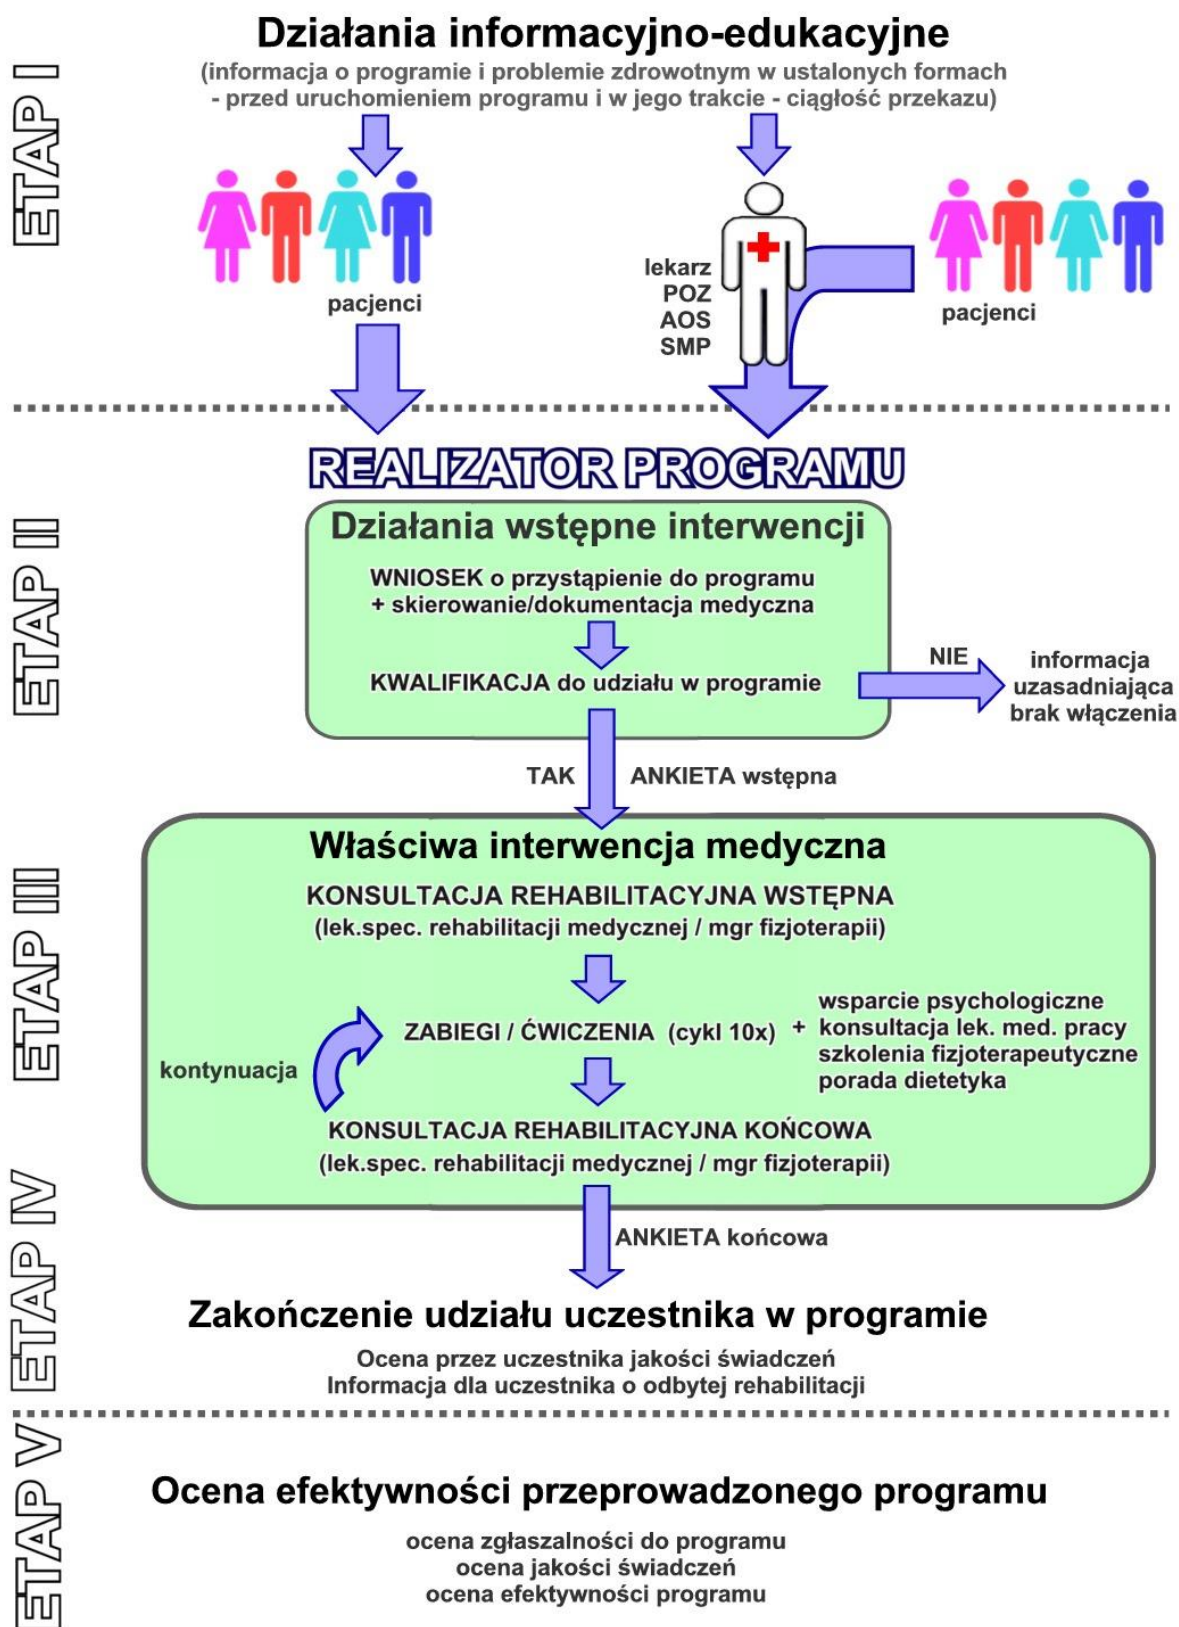 ETAP I
Działania informacyjno-edukacyjne
(informacja o programie i problemie zdrowotnym w ustalonych formach
- przed uruchomieniem programu i w jego trakcie - ciągłość przekazu)
pacjenci
lekarz
POZ
AOS
SMP
pacjenci
REALIZATOR PROGRAMU
ETAP II
Działania wstępne interwencji
WNIOSEK o przystąpienie do programu
+ skierowanie/dokumentacja medyczna
KWALIFIKACJA do udziału w programie
NIE
informacja
uzasadniająca
brak włączenia
TAK
ANKIETA wstępna
ETAP III
Właściwa interwencja medyczna
KONSULTACJA REHABILITACYJNA WSTĘPNA
(lek.spec. rehabilitacji medycznej / mgr fizjoterapii)
kontynuacja
ZABIEGI / ĆWICZENIA (cykl 10x)
+
wsparcie psychologiczne
konsultacja lek. med. pracy
szkolenia fizjoterapeutyczne
porada dietetyka
KONSULTACJA REHABILITACYJNA KOŃCOWA
(lek.spec. rehabilitacji medycznej / mgr fizjoterapii)
ETAP IV
ANKIETA końcowa
Zakończenie udziału uczestnika w programie
Ocena przez uczestnika jakości świadczeń
Informacja dla uczestnika o odbytej rehabilitacji
ETAP V
Ocena efektywności przeprowadzonego programu
ocena zgłaszalności do programu
ocena jakości świadczeń
ocena efektywności programu